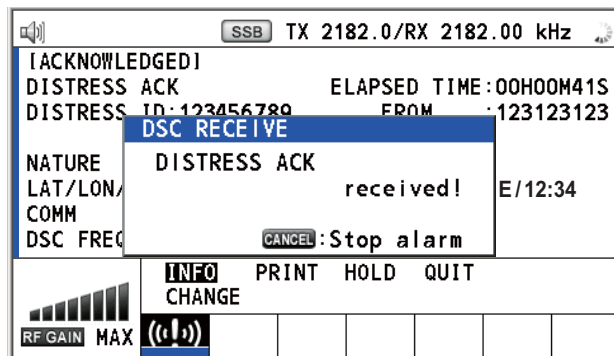 SSB TX 2182.0/RX 2182.00 kHz
[ACKNOWLEDGED]
DISTRESS ACK ELAPSED TIME:00H00M41S
DISTRESS ID:123456789 FROM :123123123
DSC RECEIVE
NATURE DISTRESS ACK
LAT/LON/ received! E/12:34
COMM
DSC FREQ CANCEL:Stop alarm
INFO PRINT HOLD QUIT
CHANGE
RF GAIN MAX